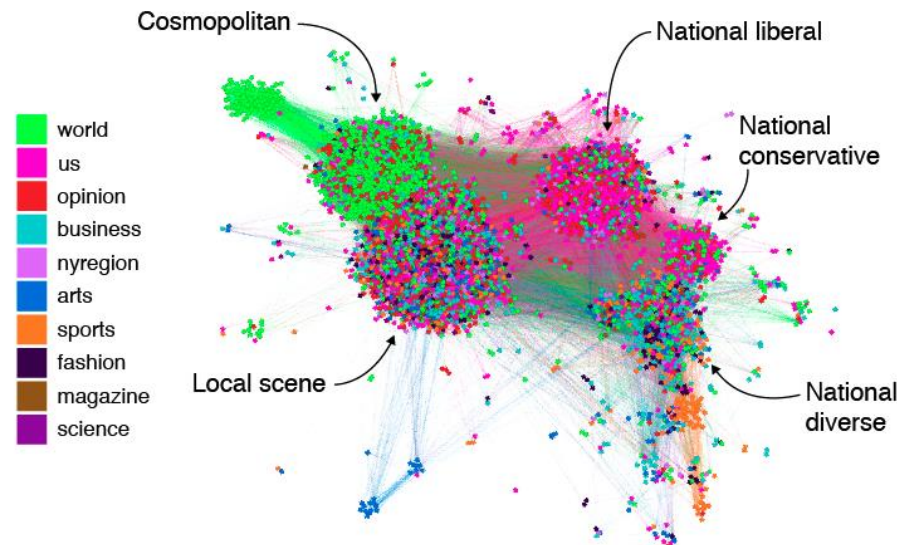 Cosmopolitan
National liberal
National
conservative
world
us
opinion
business
nyregion
arts
sports
fashion
magazine
science
Local scene
National
diverse